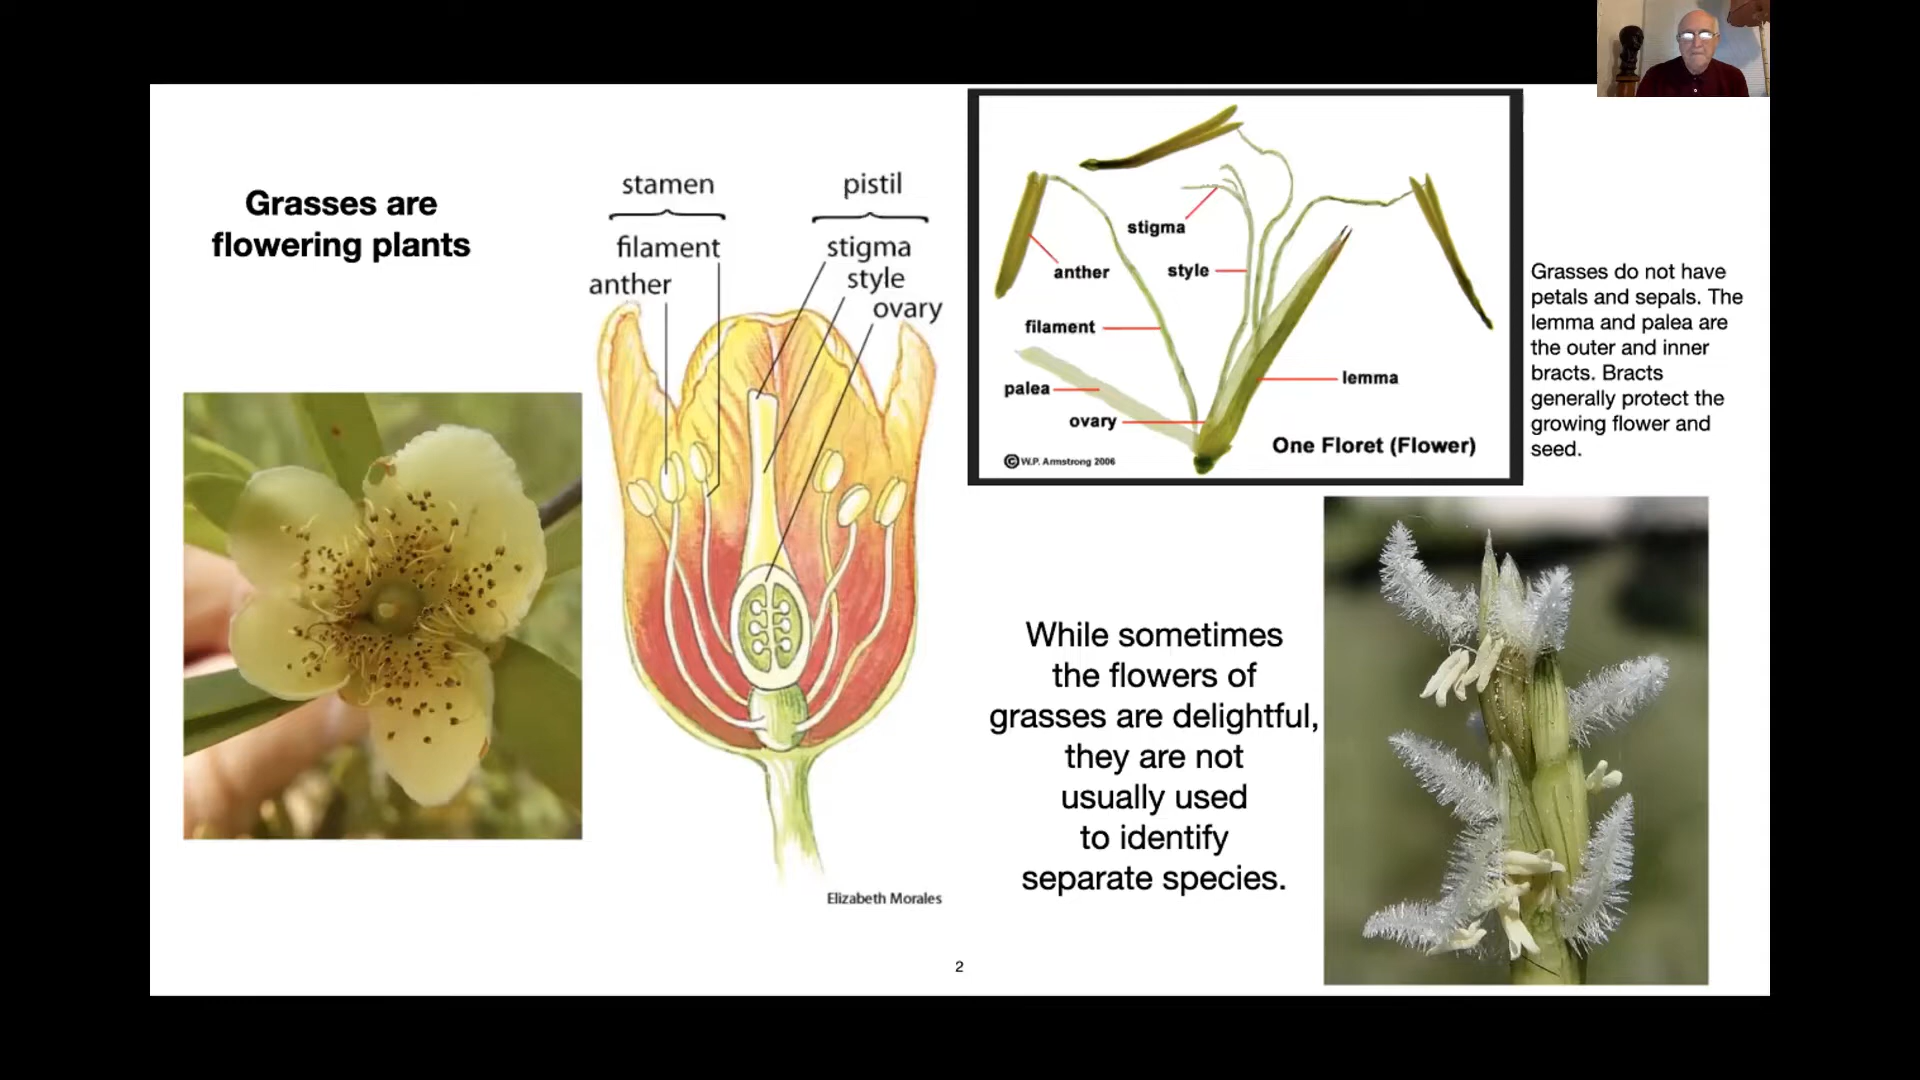 Grasses are
flowering plants
stamen
pistil
filament
anther
stigma
style
ovary
Elizabeth Morales
stigma
anther
style
filament
palea
lemma
ovary
One Floret (Flower)
©W.P. Armstrong 2006
Grasses do not have
petals and sepals. The
lemma and palea are
the outer and inner
bracts. Bracts
generally protect the
growing flower and
seed.
While sometimes
the flowers of
grasses are delightful,
they are not
usually used
to identify
separate species.
2